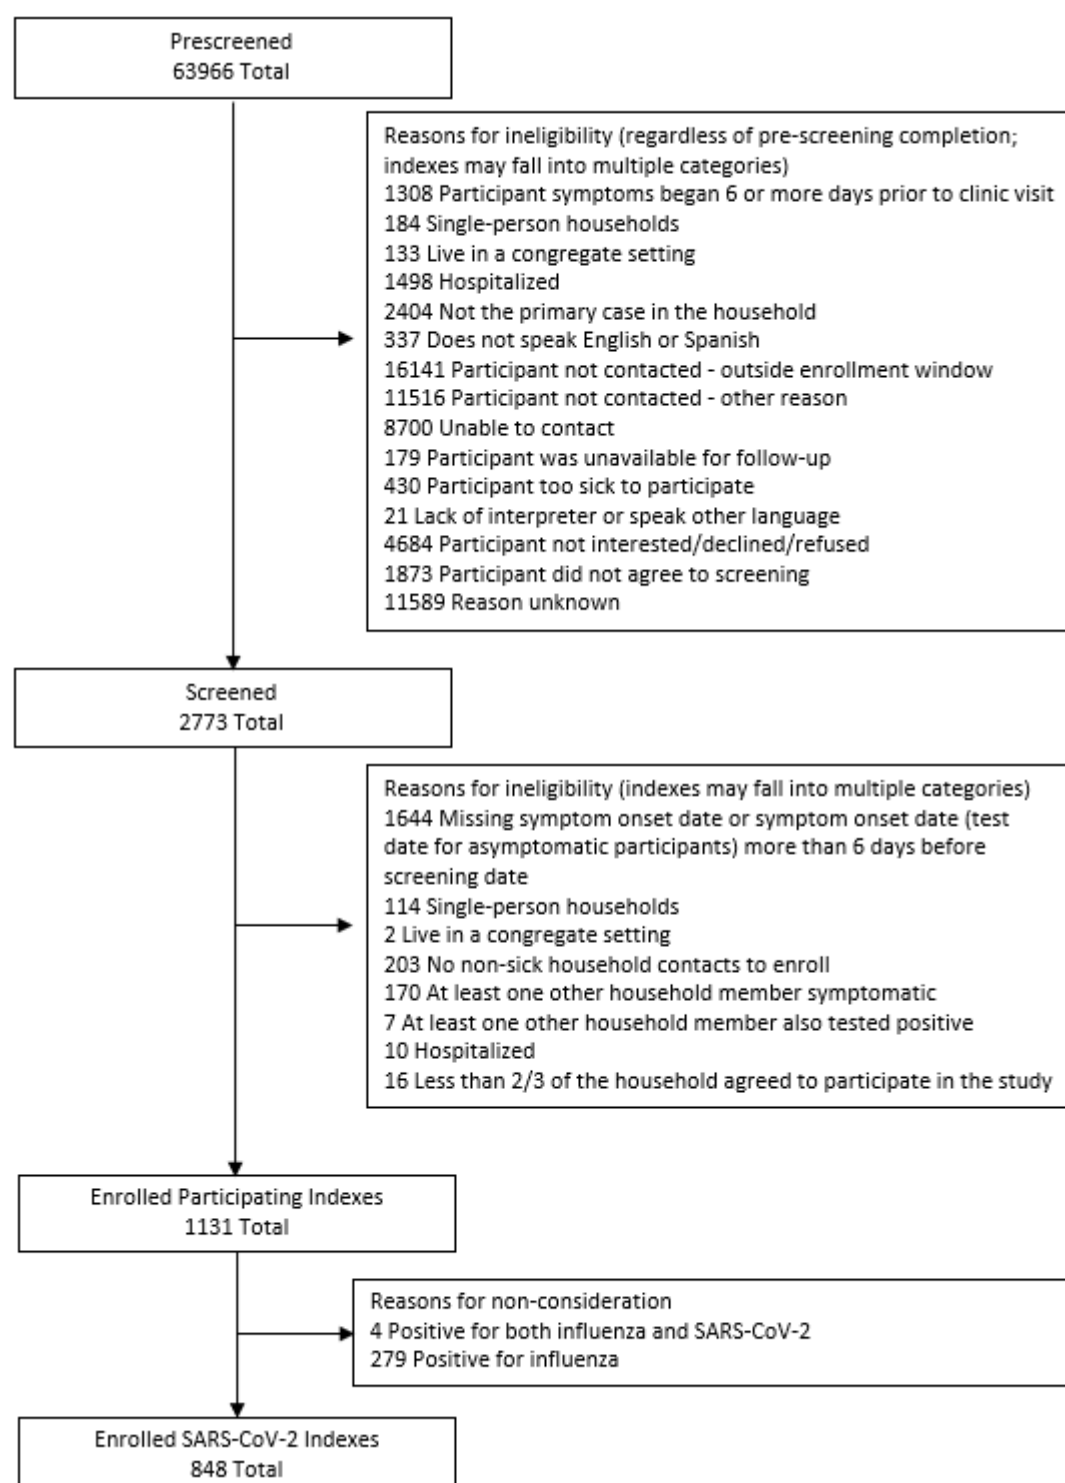 Prescreened
63966 Total
Reasons for ineligibility (regardless of pre-screening completion;
indexes may fall into multiple categories)
1308 Participant symptoms began 6 or more days prior to clinic visit
184 Single-person households
133 Live in a congregate setting
1498 Hospitalized
2404 Not the primary case in the household
337 Does not speak English or Spanish
16141 Participant not contacted - outside enrollment window
11516 Participant not contacted - other reason
8700 Unable to contact
179 Participant was unavailable for follow-up
430 Participant too sick to participate
21 Lack of interpreter or speak other language
4684 Participant not interested/declined/refused
1873 Participant did not agree to screening
11589 Reason unknown
Screened
2773 Total
Reasons for ineligibility (indexes may fall into multiple categories)
1644 Missing symptom onset date or symptom onset date (test
date for asymptomatic participants) more than 6 days before
screening date
114 Single-person households
2 Live in a congregate setting
203 No non-sick household contacts to enroll
170 At least one other household member symptomatic
7 At least one other household member also tested positive
10 Hospitalized
16 Less than 2/3 of the household agreed to participate in the study
Enrolled Participating Indexes
1131 Total
Reasons for non-consideration
4 Positive for both influenza and SARS-CoV-2
279 Positive for influenza
Enrolled SARS-CoV-2 Indexes
848 Total